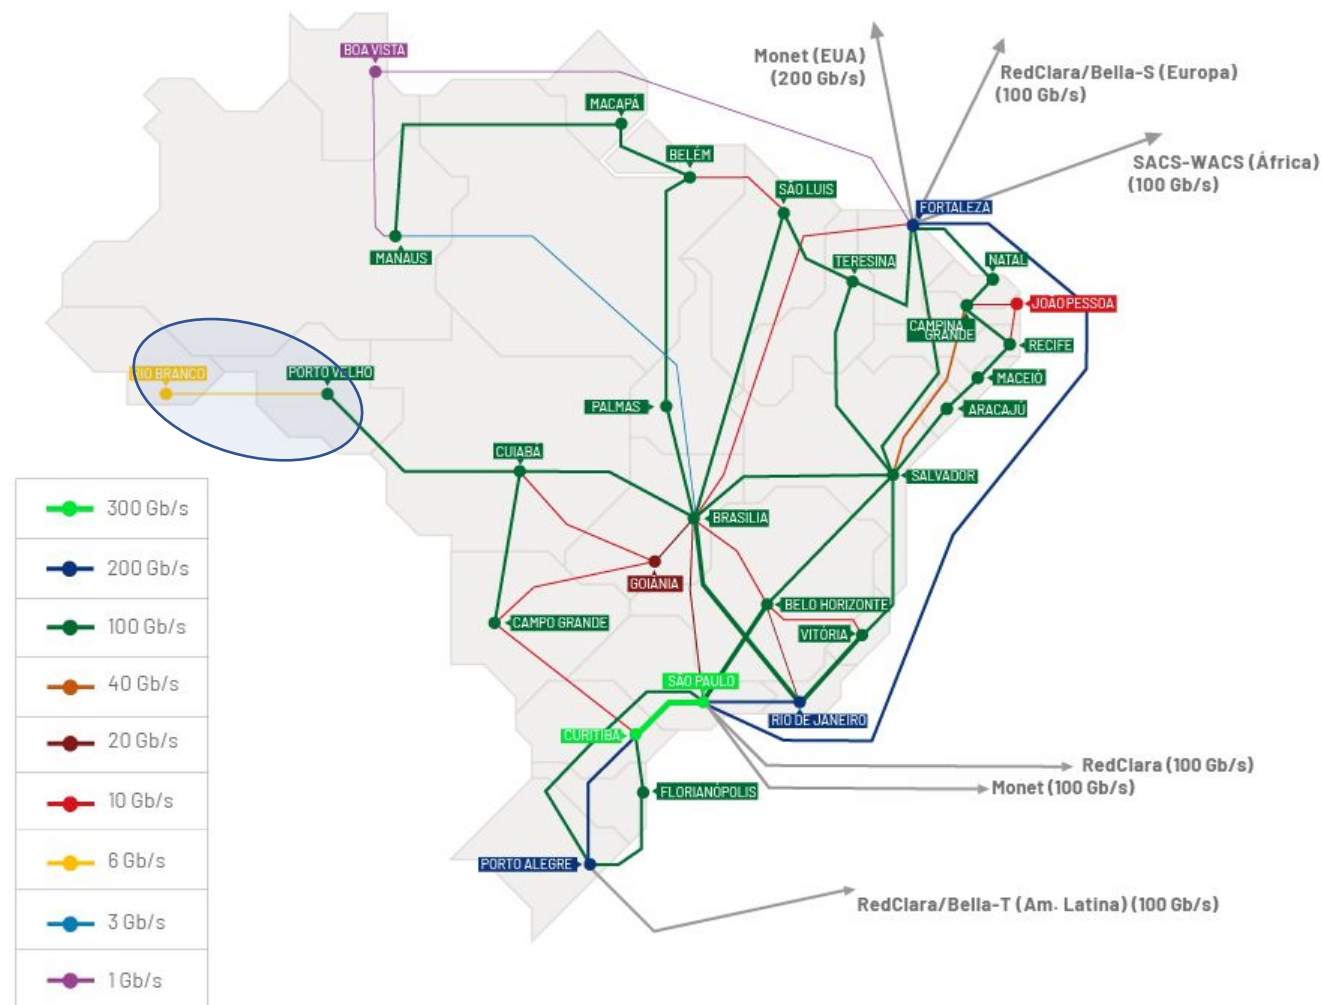 BOA VISTA
Monet (EUA)
(200 Gb/s)
RedClara/Bella-S (Europa)
(100 Gb/s)
MACAPÁ
BELÉM
SACS-WACS (África)
(100 Gb/s)
SÃO LUIS
FORTALEZA
MANAUS
TERESINA
NATAL
JOÃO PESSOA
CAMPINA
GRANDE
RECIFE
RIO BRANCO
PORTO VELHO
MACEIÓ
PALMAS
ARACAJÚ
CUIABÁ
SALVADOR
BRASILIA
GOIÂNIA
BELO HORIZONTE
CAMPO GRANDE
VITÓRIA
SÃO PAULO
RIO DE JANEIRO
CURITIBA
RedClara (100 Gb/s)
Monet (100 Gb/s)
FLORIANÓPOLIS
PORTO ALEGRE
RedClara/Bella-T (Am. Latina) (100 Gb/s)
300 Gb/s
200 Gb/s
100 Gb/s
40 Gb/s
20 Gb/s
10 Gb/s
6 Gb/s
3 Gb/s
1 Gb/s